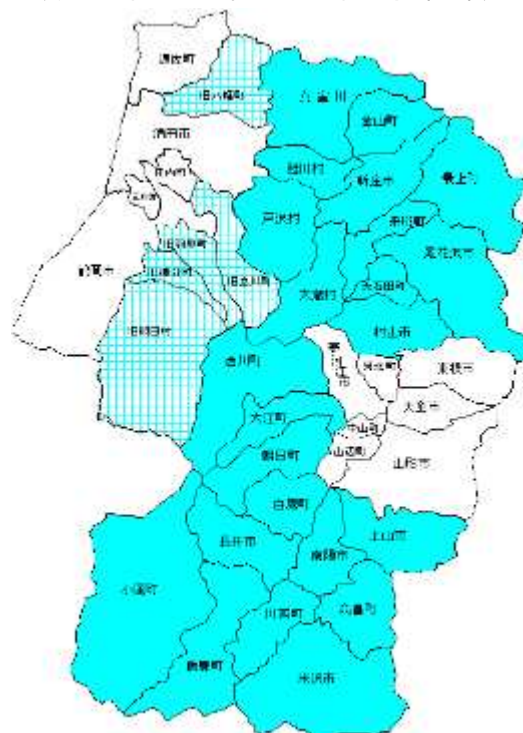 遊佐町
旧八幡町
酒田市
真室川
金山町
鮭川村
新庄市
最上町
戸沢村
舟形町
尾花沢市
大蔵村
大石田町
鶴岡市
旧羽黒町
旧立川町
旧櫛引町
旧朝日村
村山市
河北町
東根市
西川町
寒河江市
大江町
中山町
山辺町
天童市
山形市
朝日町
白鷹町
長井市
南陽市
上山市
小国町
川西町
高畠町
飯豊町
米沢市